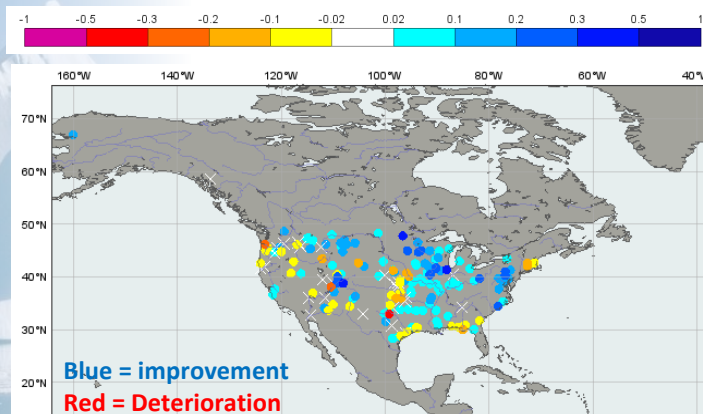 -1 -0.5 -0.3 -0.2 -0.1 -0.02 0.02 0.1 0.2 0.3 0.5 1
160°W 140°W 120°W 100°W 80°W 60°W 40°W
70°N
60°N
50°N
40°N
30°N
20°N
Blue = improvement
Red = Deterioration